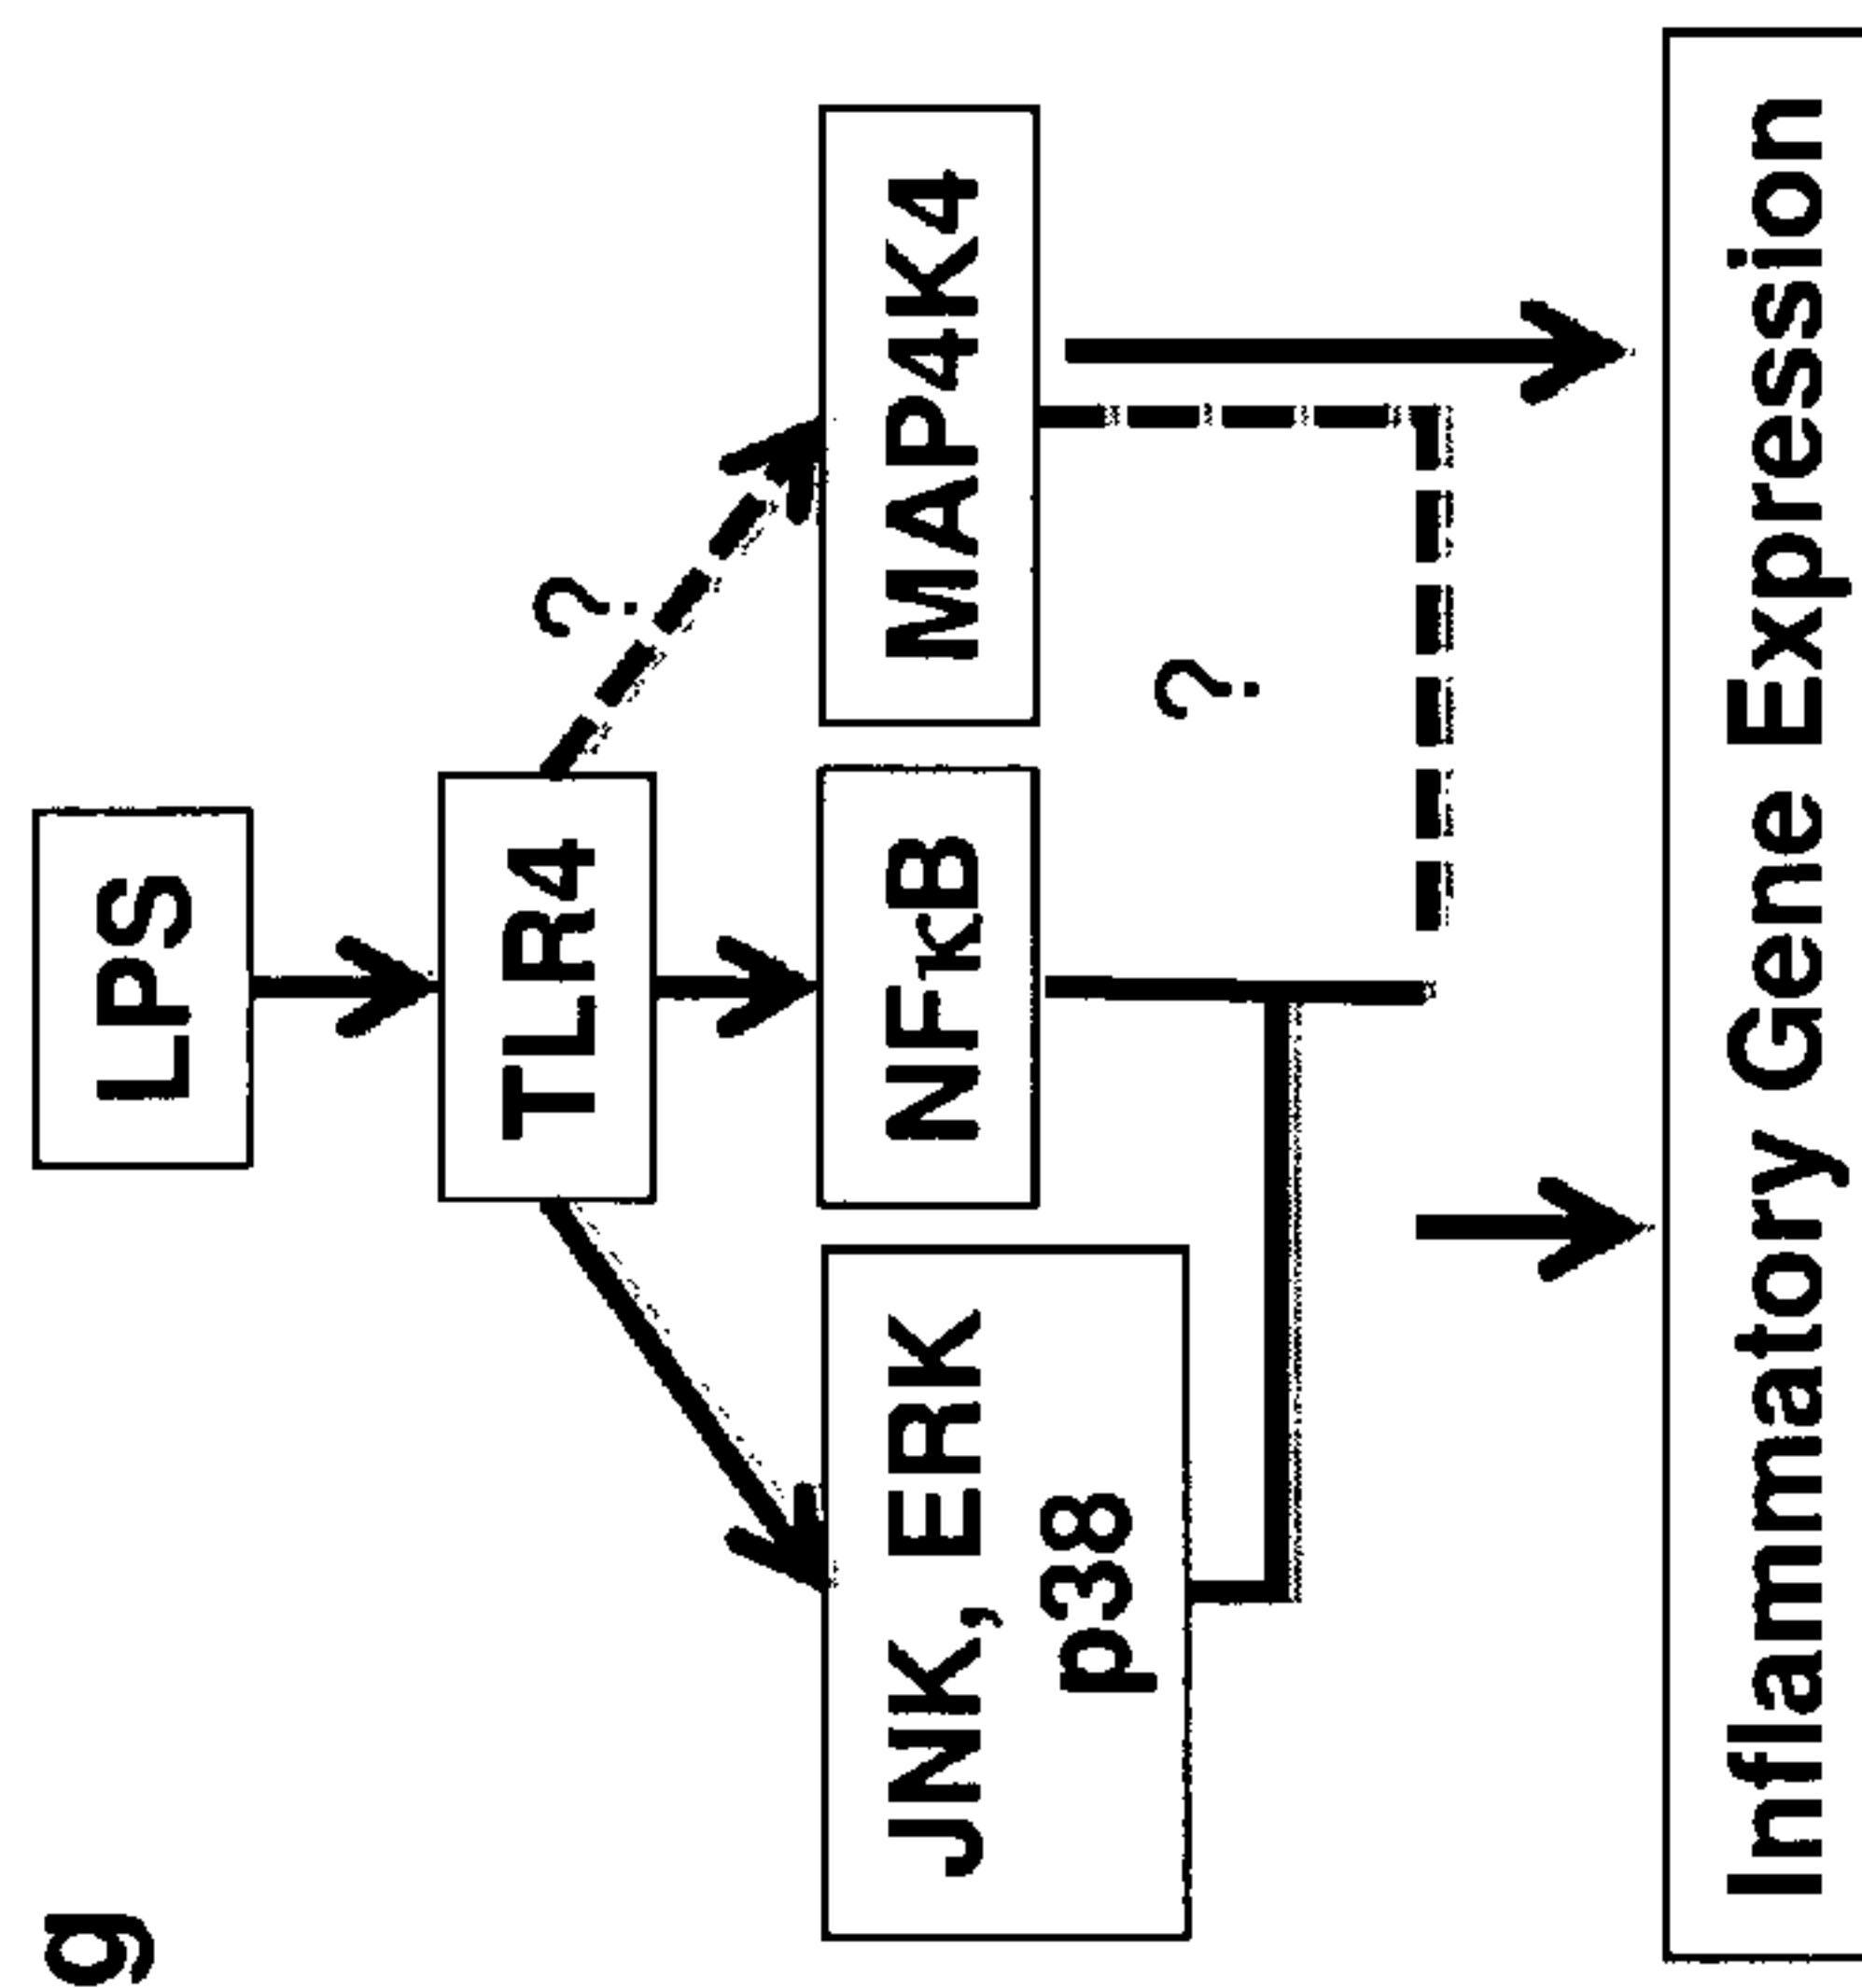 g
LPS
?
TLR4
JNK, ERK
p38
NFκB
MAP4K4
?
Inflammatory Gene Expression